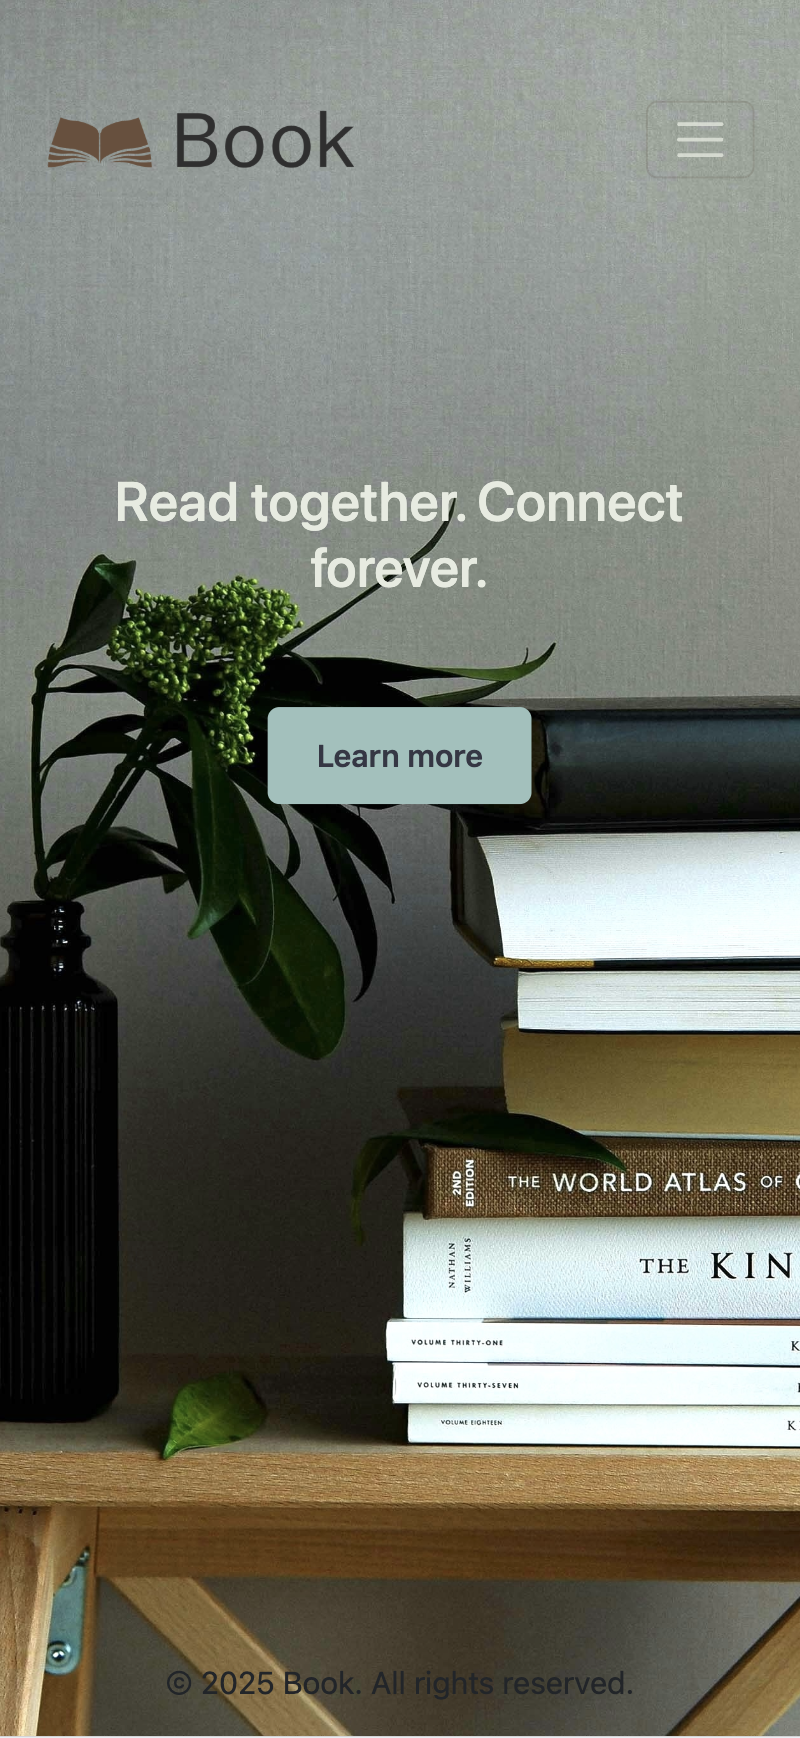 Book
Read together. Connect
forever.
Learn more
2ND
EDITION
THE WORLD ATLAS OF
NATHAN
WILLIAMS
THE KIN
VOLUME THIRTY-ONE
K
VOLUME THIRTY-SEVEN
VOLUME EIGHTEEN
K
© 2025 Book. All rights reserved.